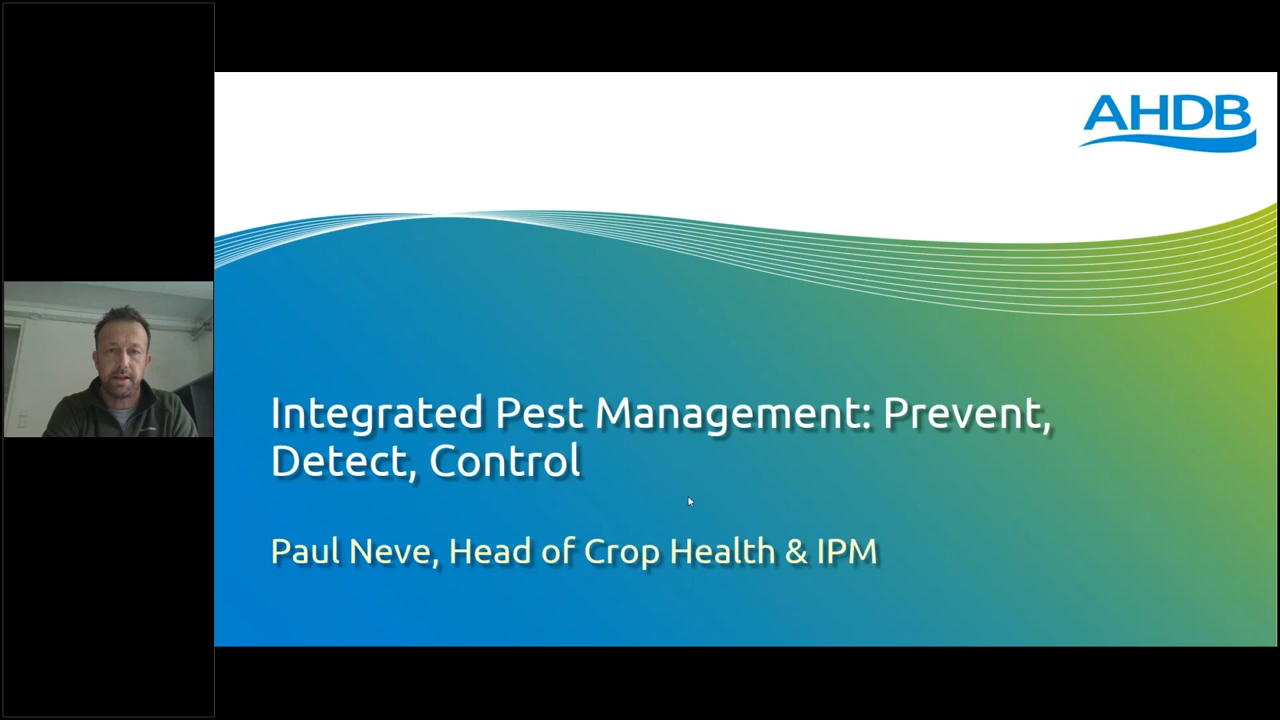 AHDB
Integrated Pest Management: Prevent,
Detect, Control
Paul Neve, Head of Crop Health & IPM